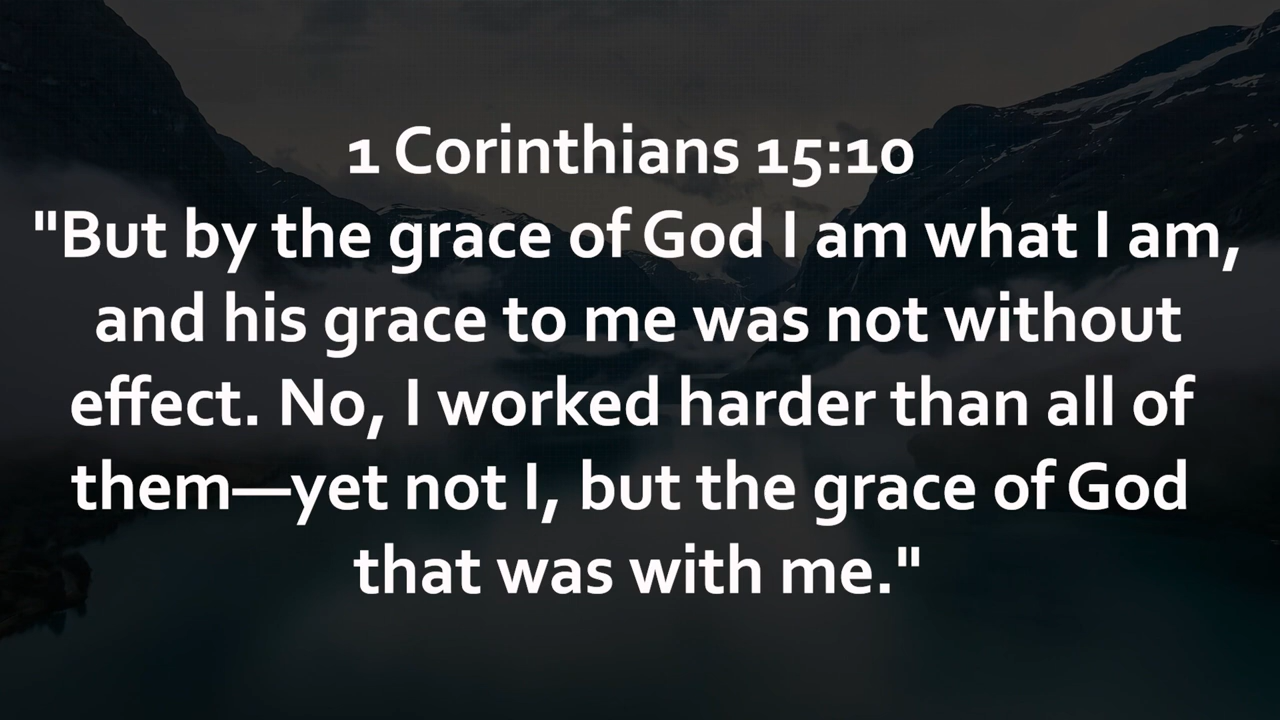 1 Corinthians 15:10
"But by the grace of God I am what I am,
and his grace to me was not without
effect. No, I worked harder than all of
them—yet not I, but the grace of God
that was with me."